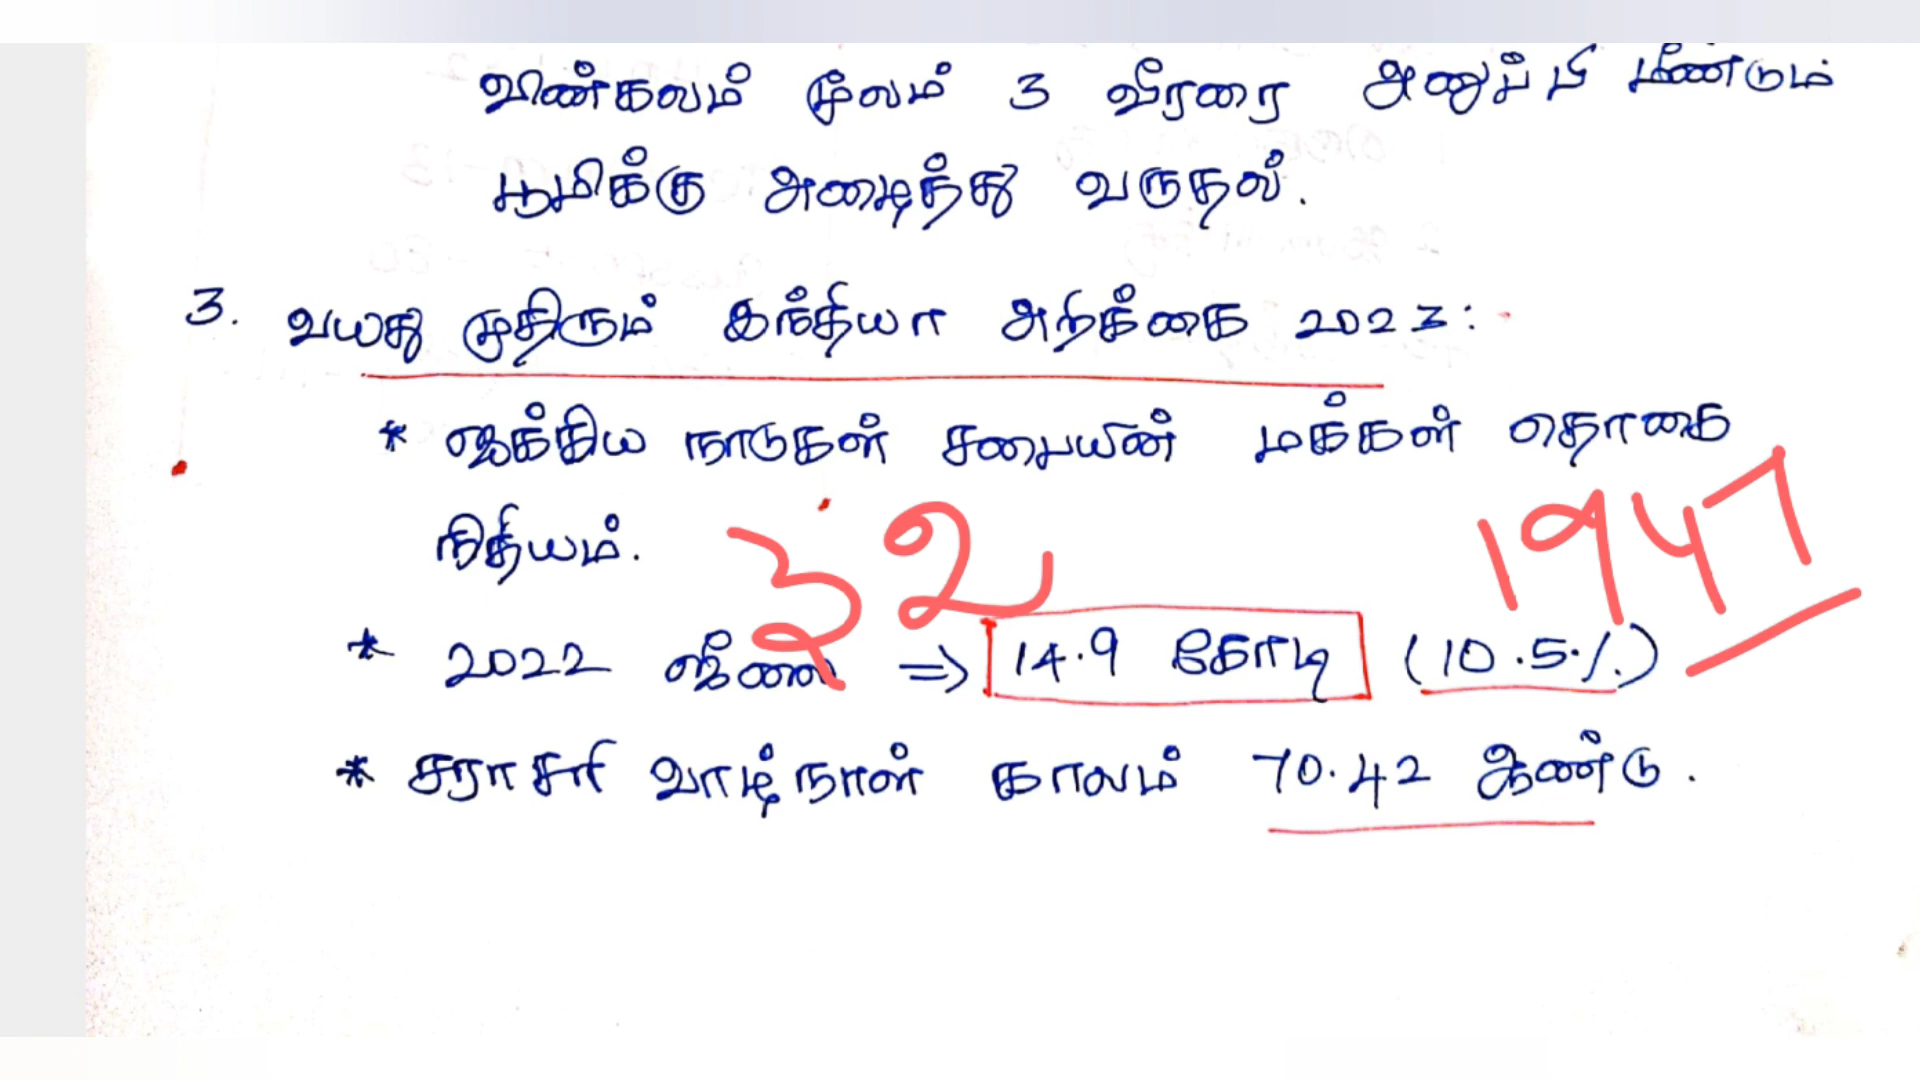 விண்கலம் மூலம் 3 வீரரை அனுப்பி மீண்டும்
பூமிக்கு அடைந்து வருதல்.
3. வயது முதிரும் இந்தியா அறிக்கை 2023:
* ஐக்கிய நாடுகள் சபையின் மக்கள் தொகை
நிதியம்.
32 1947
* 2022 ஜீலை => 14.9 கோடி (10.5%)
* சராசரி வாழ்நாள் காலம் 70.42 ஆண்டு.